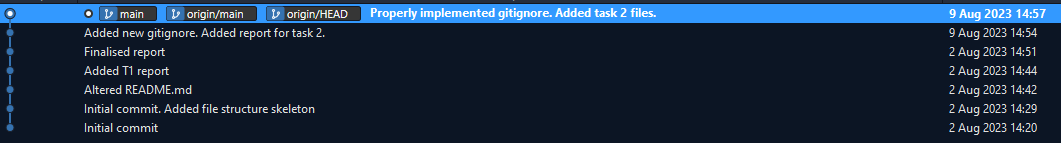 main origin/main origin/HEAD Properly implemented gitignore. Added task 2 files. 9 Aug 2023 14:57
Added new gitignore. Added report for task 2. 9 Aug 2023 14:54
Finalised report 2 Aug 2023 14:51
Added T1 report 2 Aug 2023 14:44
Altered README.md 2 Aug 2023 14:42
Initial commit. Added file structure skeleton 2 Aug 2023 14:29
Initial commit 2 Aug 2023 14:20